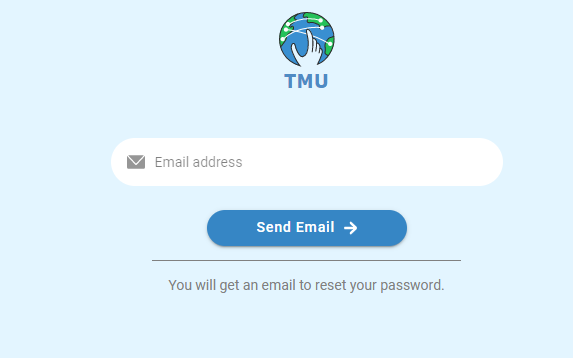 TMU
Email address
Send Email
You will get an email to reset your password.